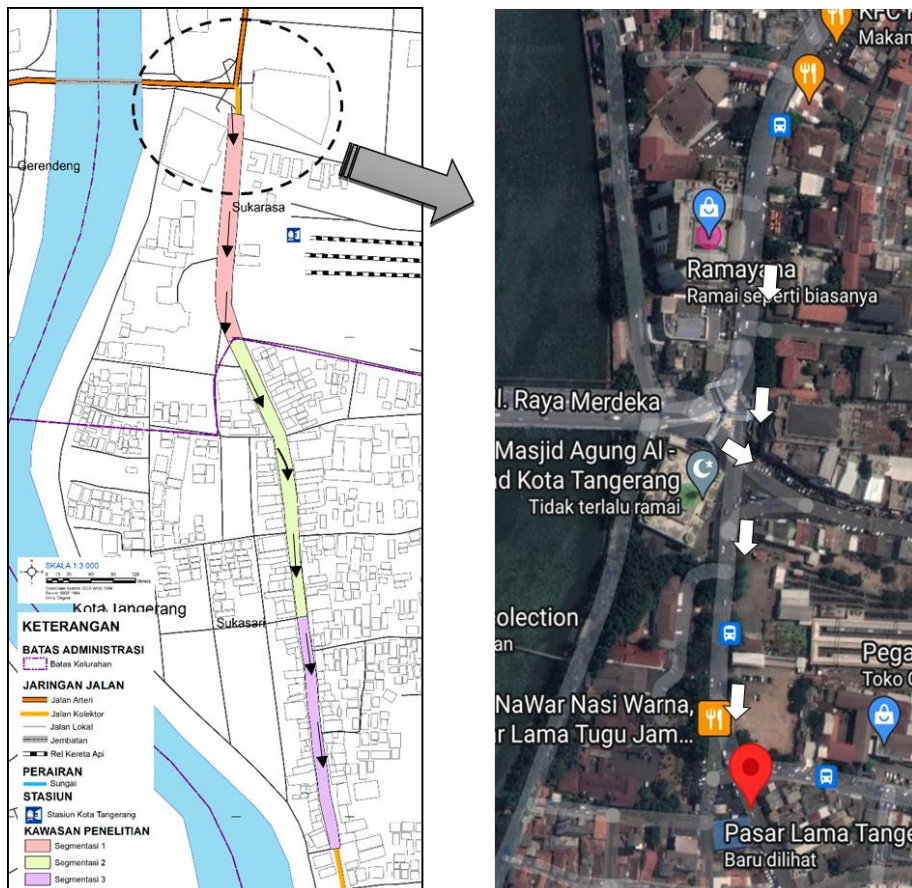 Gerendeng
Sukarasa
SKALA 1:3 000
Meters
Kota Tangerang
Sukasari
KETERANGAN
BATAS ADMINISTRASI
Batas Kelurahan
JARINGAN JALAN
Jalan Arteri
Jalan Kolektor
Jalan Lokal
Jembatan
Rel Kereta Api
PERAIRAN
Sungai
STASIUN
Stasiun Kota Tangerang
KAWASAN PENELITIAN
Segmentasi 1
Segmentasi 2
Segmentasi 3
KFC
Makan
Ramayana
Ramai seperti biasanya
l. Raya Merdeka
Masjid Agung Al -
d Kota Tangerang
Tidak terlalu ramai
olection
an
NaWar Nasi Warna,
r Lama Tugu Jam...
Pega
Toko
Pasar Lama Tange
Baru dilihat